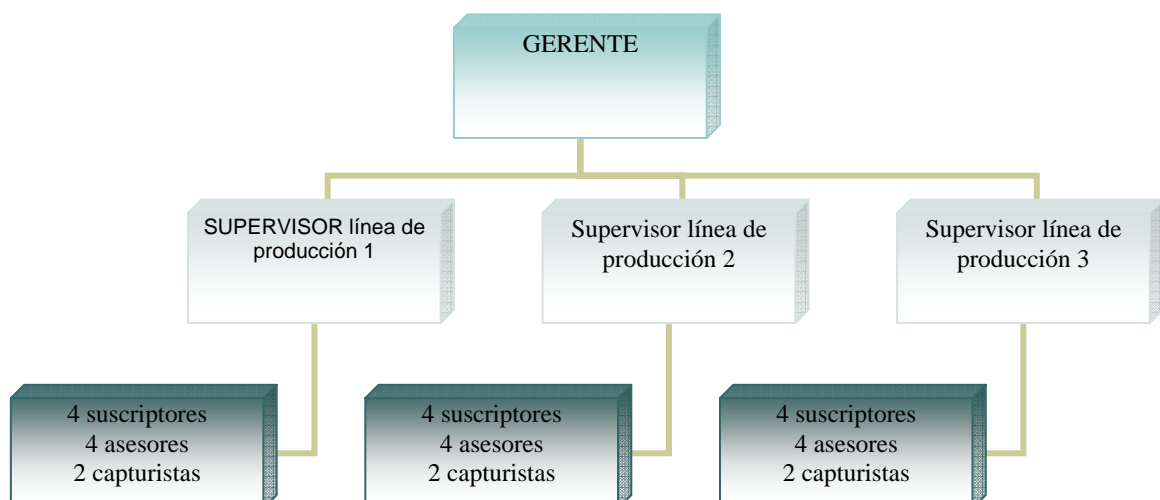 GERENTE
SUPERVISOR línea de
producción 1
Supervisor línea de
producción 2
Supervisor línea de
producción 3
4 suscriptores
4 asesores
2 capturistas
4 suscriptores
4 asesores
2 capturistas
4 suscriptores
4 asesores
2 capturistas